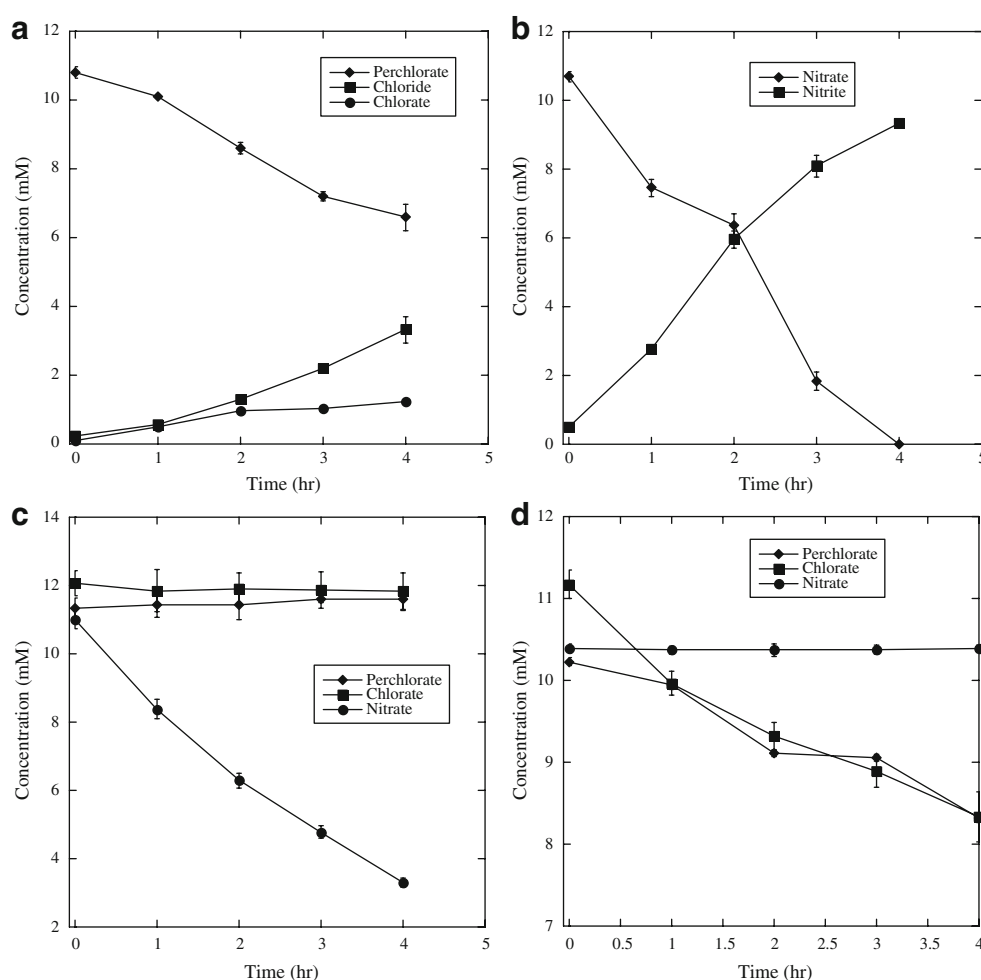 a
12
10
8
6
4
2
0
Concentration (mM)
Perchlorate
Chloride
Chlorate
0 1 2 3 4 5
Time (hr)
b
12
10
8
6
4
2
0
Concentration (mM)
Nitrate
Nitrite
0 1 2 3 4 5
Time (hr)
c
14
12
10
8
6
4
2
Concentration (mM)
Perchlorate
Chlorate
Nitrate
0 1 2 3 4 5
Time (hr)
d
12
11
10
9
8
7
Concentration (mM)
Perchlorate
Chlorate
Nitrate
0 0.5 1 1.5 2 2.5 3 3.5 4
Time (hr)